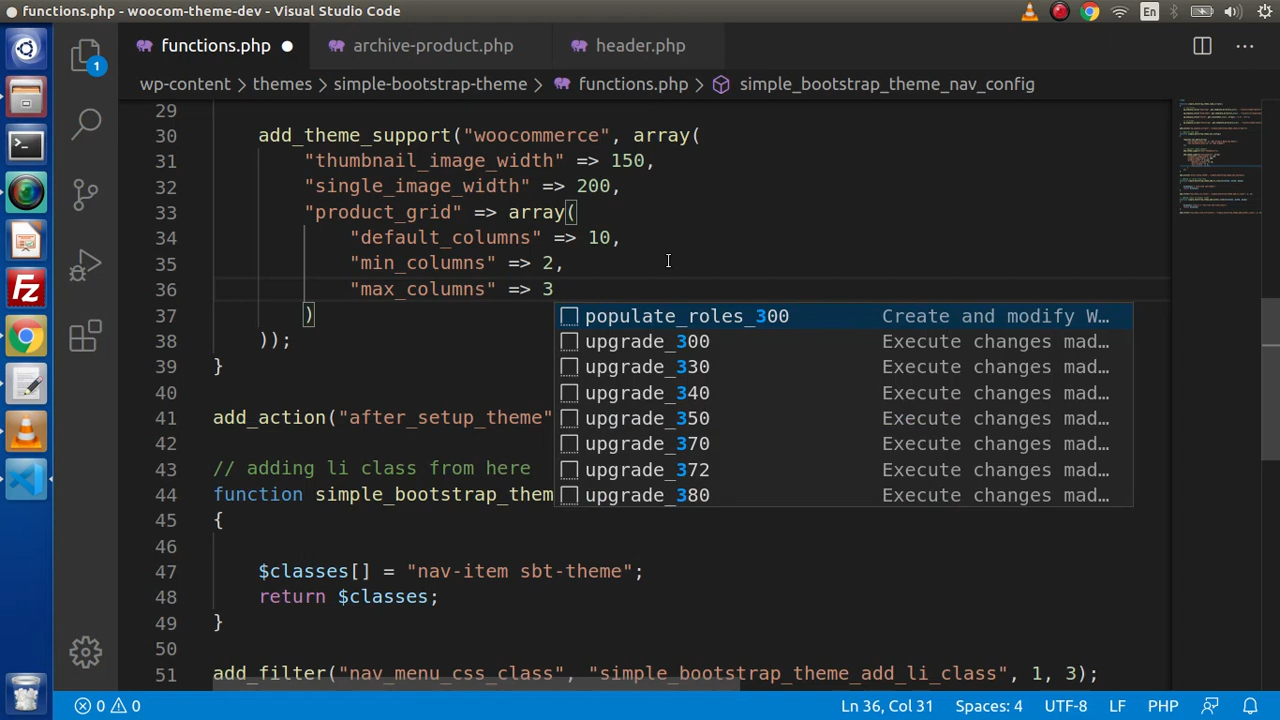 functions.php - woocom-theme-dev - Visual Studio Code
En
functions.php ● archive-product.php header.php
wp-content > themes > simple-bootstrap-theme > functions.php > simple_bootstrap_theme_nav_config
1
29
30 add_theme_support("woocommerce", array(
31 "thumbnail_image_width" => 150,
32 "single_image_width" => 200,
33 "product_grid" => array(
34 "default_columns" => 10,
35 "min_columns" => 2,
36 "max_columns" => 3
37 )
populate_roles_300 Create and modify W…
38 ));
upgrade_300 Execute changes mad…
39 }
upgrade_330 Execute changes mad…
40
upgrade_340 Execute changes mad…
41 add_action("after_setup_theme"
upgrade_350 Execute changes mad…
42
upgrade_370 Execute changes mad…
43 // adding li class from here
upgrade_372 Execute changes mad…
44 function simple_bootstrap_them
upgrade_380 Execute changes mad…
45 {
46
47 $classes[] = "nav-item sbt-theme";
48 return $classes;
49 }
50
51 add_filter("nav_menu_css_class", "simple_bootstrap_theme_add_li_class", 1, 3);
0 0 Ln 36, Col 31 Spaces: 4 UTF-8 LF PHP